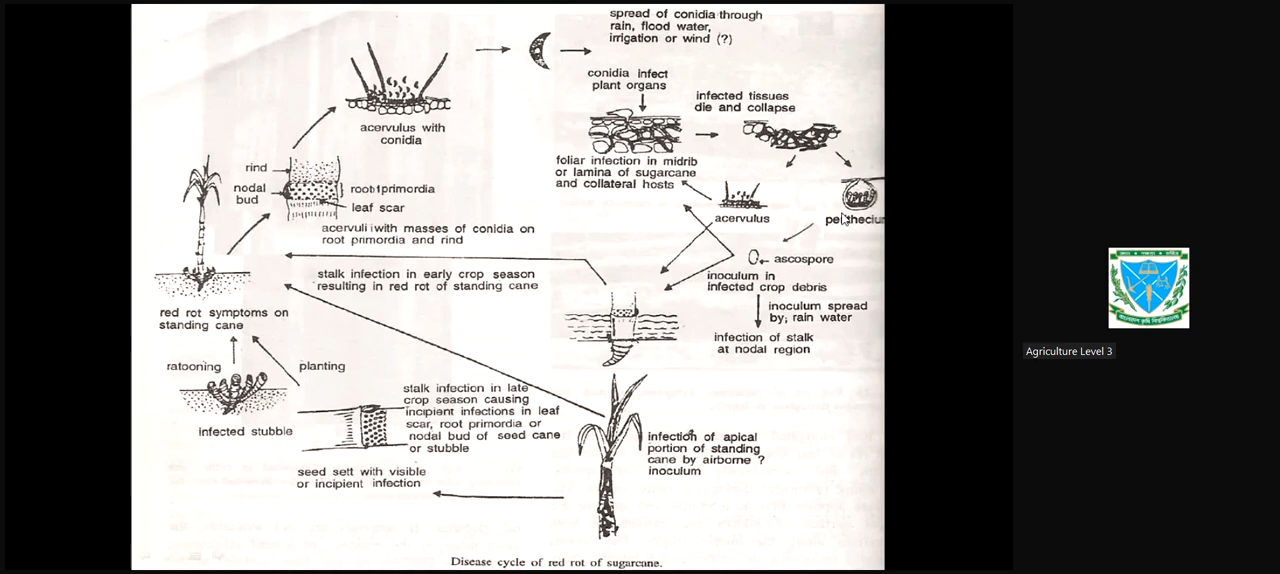 spread of conidia through
rain, flood water,
irrigation or wind (?)
conidia infect
plant organs
infected tissues
die and collapse
acervulus with
conidia
foliar infection in midrib
or lamina of sugarcane
and collateral hosts
rind
nodal
bud
root primordia
leaf scar
acervulus
acervuli with masses of conidia on
root primordia and rind
ascospore
inoculum in
infected crop debris
stalk infection in early crop season
resulting in red rot of standing cane
inoculum spread
by, rain water
red rot symptoms on
standing cane
infection of stalk
at nodal region
ratooning
planting
Agriculture Level 3
stalk infection in late
crop season causing
incipient infections in leaf
scar, root primordia or
nodal bud of seed cane
or stubble
infected stubble
infection of apical
portion of standing
cane by airborne ?
inoculum
seed sett with visible
or incipient infection
Disease cycle of red rot of sugarcane.